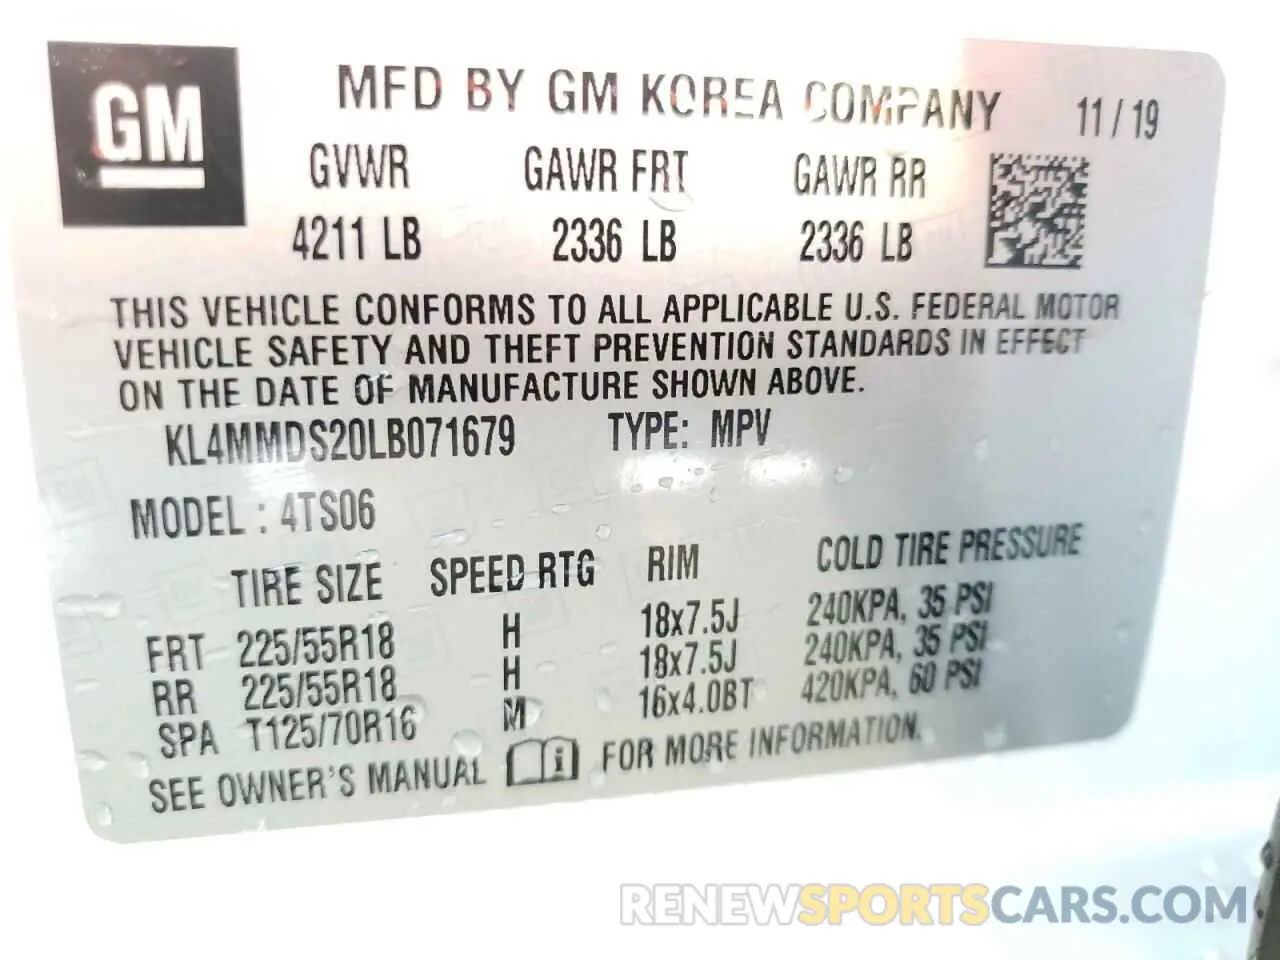 GM
MFD BY GM KOREA COMPANY 11/19
GVWR GAWR FRT GAWR RR
4211 LB 2336 LB 2336 LB
THIS VEHICLE CONFORMS TO ALL APPLICABLE U.S. FEDERAL MOTOR
VEHICLE SAFETY AND THEFT PREVENTION STANDARDS IN EFFECT
ON THE DATE OF MANUFACTURE SHOWN ABOVE.
KL4MMDS20LB071679 TYPE: MPV
MODEL: 4TS06
TIRE SIZE SPEED RTG RIM COLD TIRE PRESSURE
FRT 225/55R18 H 18x7.5J 240KPA, 35 PSI
RR 225/55R18 H 18x7.5J 240KPA, 35 PSI
SPA T125/70R16 M 16x4.0BT 420KPA, 60 PSI
SEE OWNER'S MANUAL i FOR MORE INFORMATION.
RENEWSPORTSCARS.COM